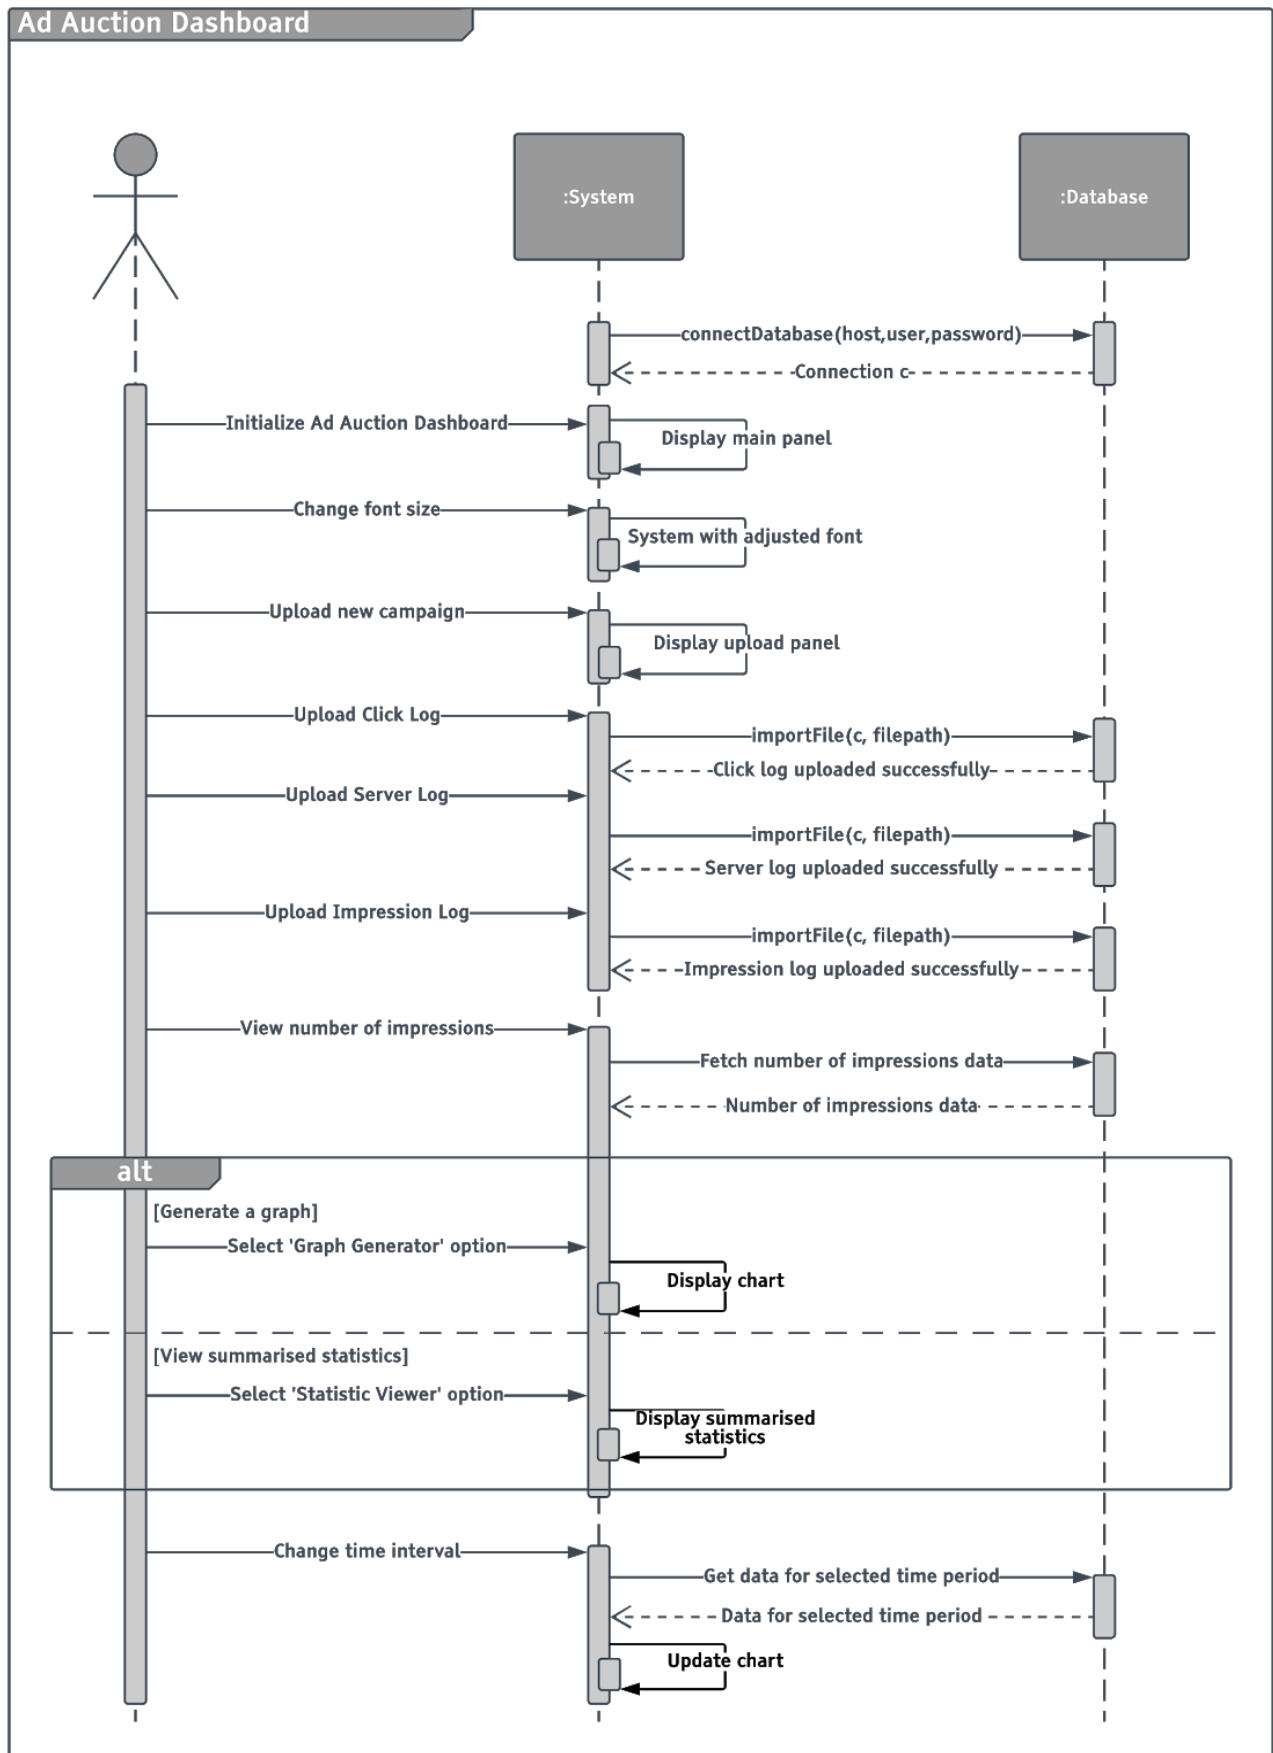 Ad Auction Dashboard
:System
:Database
connectDatabase(host,user,password)
Connection c
Initialize Ad Auction Dashboard
Display main panel
Change font size
System with adjusted font
Upload new campaign
Display upload panel
Upload Click Log
importFile(c, filepath)
Click log uploaded successfully
Upload Server Log
importFile(c, filepath)
Server log uploaded successfully
Upload Impression Log
importFile(c, filepath)
Impression log uploaded successfully
View number of impressions
Fetch number of impressions data
Number of impressions data
alt
[Generate a graph]
Select 'Graph Generator' option
Display chart
[View summarised statistics]
Select 'Statistic Viewer' option
Display summarised
statistics
Change time interval
Get data for selected time period
Data for selected time period
Update chart